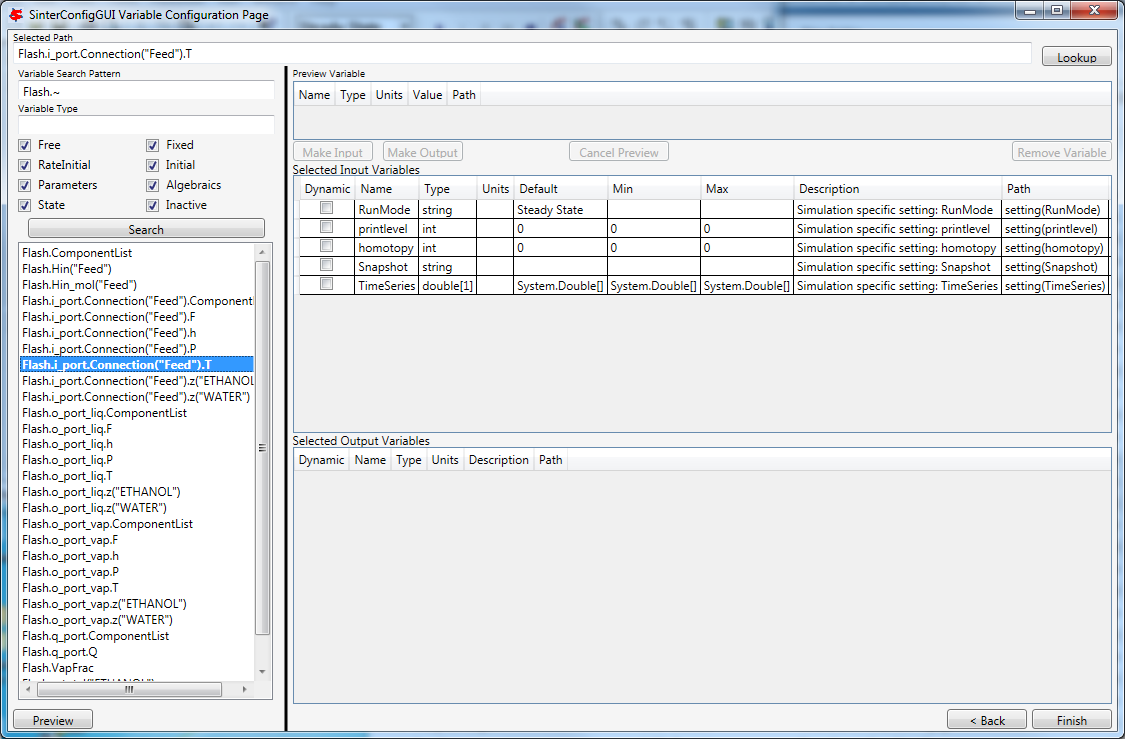 SinterConfigGUI Variable Configuration Page
Selected Path
Flash.i_port.Connection("Feed").T
Lookup
Variable Search Pattern
Flash.~
Variable Type
Free
Fixed
RateInitial
Initial
Parameters
Algebraics
State
Inactive
Search
Flash.ComponentList
Flash.Hin("Feed")
Flash.Hin_mol("Feed")
Flash.i_port.Connection("Feed").Component
Flash.i_port.Connection("Feed").F
Flash.i_port.Connection("Feed").h
Flash.i_port.Connection("Feed").P
Flash.i_port.Connection("Feed").T
Flash.i_port.Connection("Feed").z("ETHANOL
Flash.i_port.Connection("Feed").z("WATER")
Flash.o_port_liq.ComponentList
Flash.o_port_liq.F
Flash.o_port_liq.h
Flash.o_port_liq.P
Flash.o_port_liq.T
Flash.o_port_liq.z("ETHANOL")
Flash.o_port_liq.z("WATER")
Flash.o_port_vap.ComponentList
Flash.o_port_vap.F
Flash.o_port_vap.h
Flash.o_port_vap.P
Flash.o_port_vap.T
Flash.o_port_vap.z("ETHANOL")
Flash.o_port_vap.z("WATER")
Flash.q_port.ComponentList
Flash.q_port.Q
Flash.VapFrac
Preview
Preview Variable
Name Type Units Value Path
Make Input Make Output Cancel Preview Remove Variable
Selected Input Variables
Dynamic Name Type Units Default Min Max Description Path
RunMode string Steady State Simulation specific setting: RunMode setting(RunMode)
printlevel int 0 0 0 Simulation specific setting: printlevel setting(printlevel)
homotopy int 0 0 0 Simulation specific setting: homotopy setting(homotopy)
Snapshot string Simulation specific setting: Snapshot setting(Snapshot)
TimeSeries double[1] System.Double[] System.Double[] System.Double[] Simulation specific setting: TimeSeries setting(TimeSeries)
Selected Output Variables
Dynamic Name Type Units Description Path
< Back Finish